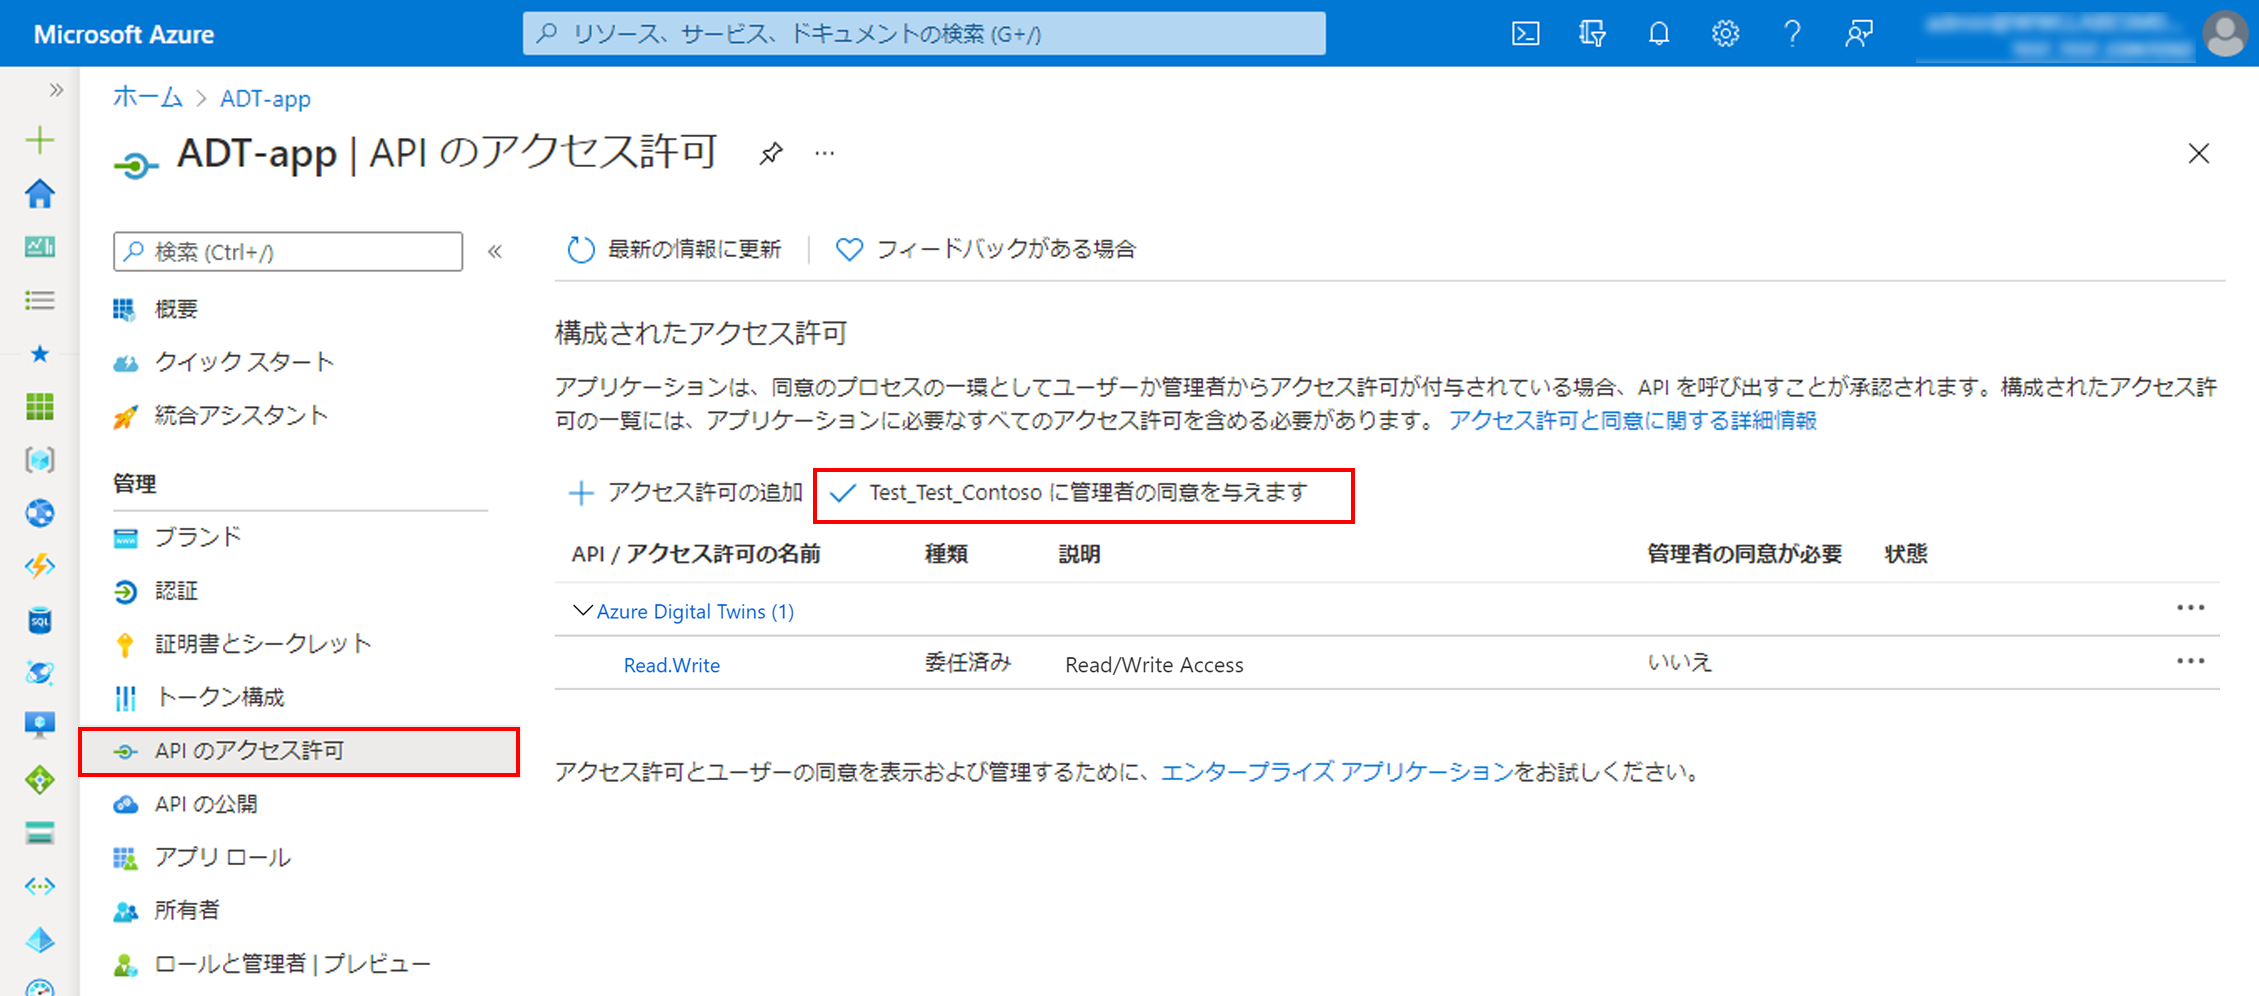 Microsoft Azure
リソース、サービス、ドキュメントの検索 (G+/)
ホーム > ADT-app
ADT-app | API のアクセス許可
検索 (Ctrl+/)
最新の情報に更新
フィードバックがある場合
概要
クイック スタート
統合アシスタント
管理
ブランド
認証
証明書とシークレット
トークン構成
API のアクセス許可
API の公開
アプリ ロール
所有者
ロールと管理者 | プレビュー
構成されたアクセス許可
アプリケーションは、同意のプロセスの一環としてユーザーか管理者からアクセス許可が付与されている場合、API を呼び出すことが承認されます。構成されたアクセス許
可の一覧には、アプリケーションに必要なすべてのアクセス許可を含める必要があります。 アクセス許可と同意に関する詳細情報
アクセス許可の追加 Test_Test_Contoso に管理者の同意を与えます
API / アクセス許可の名前 種類 説明 管理者の同意が必要 状態
Azure Digital Twins (1)
Read.Write 委任済み Read/Write Access いいえ
アクセス許可とユーザーの同意を表示および管理するために、エンタープライズ アプリケーションをお試しください。
SQL